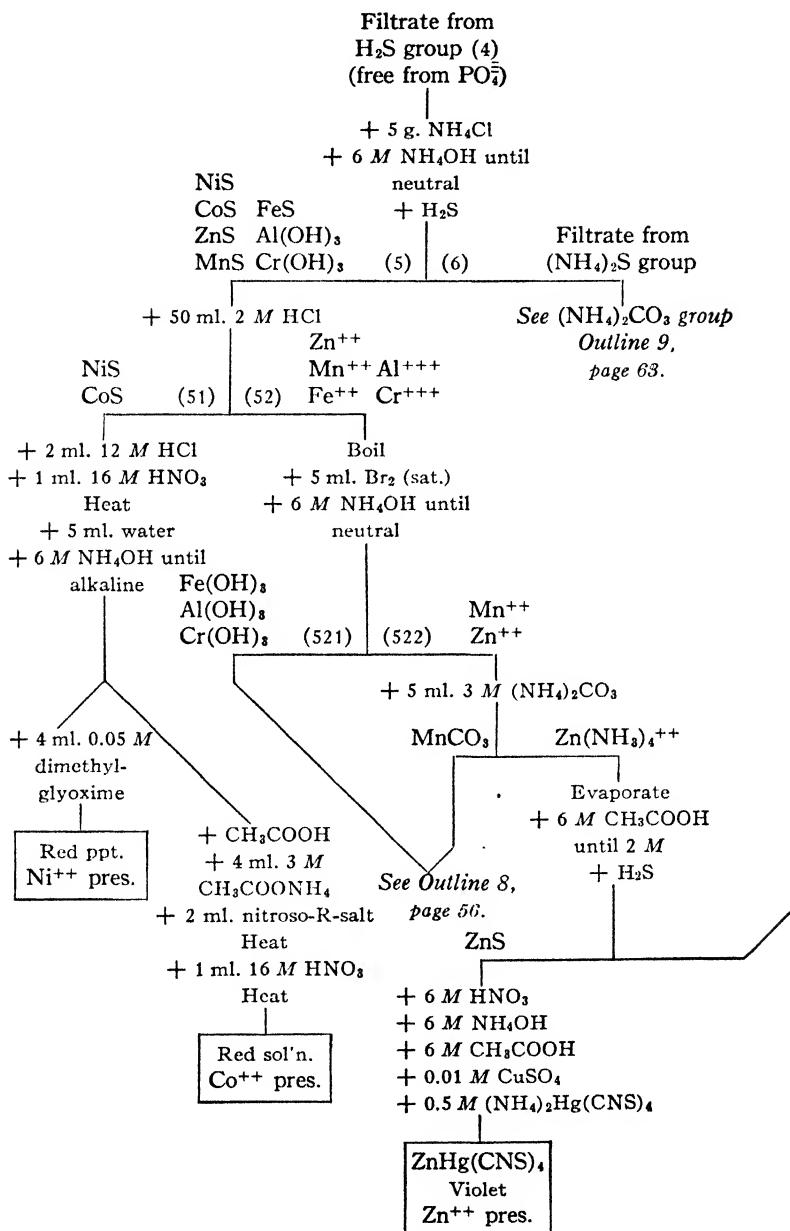 Filtrate from
H₂S group (4)
(free from PO₄≡)
+ 5 g. NH₄Cl
+ 6 M NH₄OH until
neutral
+ H₂S
NiS
CoS FeS
ZnS Al(OH)₃
MnS Cr(OH)₃ (5) (6)
Filtrate from
(NH₄)₂S group
+ 50 ml. 2 M HCl
See (NH₄)₂CO₃ group
Outline 9,
page 63.
NiS
CoS (51) (52)
Zn++
Mn++ Al+++
Fe++ Cr+++
+ 2 ml. 12 M HCl
+ 1 ml. 16 M HNO₃
Heat
+ 5 ml. water
+ 6 M NH₄OH until
alkaline
Boil
+ 5 ml. Br₂ (sat.)
+ 6 M NH₄OH until
neutral
Fe(OH)₃
Al(OH)₃
Cr(OH)₃ (521) (522)
Mn++
Zn++
+ 5 ml. 3 M (NH₄)₂CO₃
MnCO₃ Zn(NH₃)₄++
+ 4 ml. 0.05 M
dimethyl-
glyoxime
Red ppt.
Ni++ pres.
+ CH₃COOH
+ 4 ml. 3 M
CH₃COONH₄
+ 2 ml. nitroso-R-salt
Heat
+ 1 ml. 16 M HNO₃
Heat
Red sol'n.
Co++ pres.
See Outline 8,
page 56.
Evaporate
+ 6 M CH₃COOH
until 2 M
+ H₂S
ZnS
+ 6 M HNO₃
+ 6 M NH₄OH
+ 6 M CH₃COOH
+ 0.01 M CuSO₄
+ 0.5 M (NH₄)₂Hg(CNS)₄
ZnHg(CNS)₄
Violet
Zn++ pres.